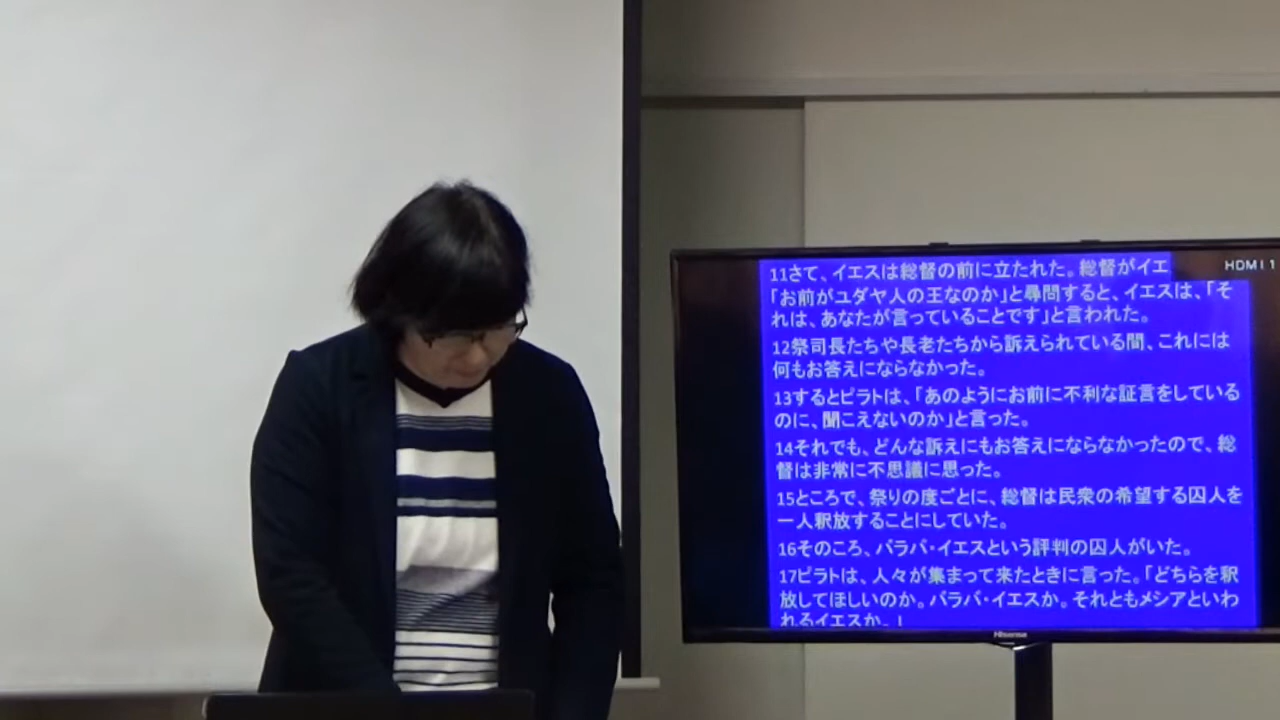 11さて、イエスは総督の前に立たれた。総督がイエ
「お前がユダヤ人の王なのか」と尋問すると、イエスは、「そ
れは、あなたが言っていることです」と言われた。
12祭司長たちや長老たちから訴えられている間、これには
何もお答えにならなかった。
13するとピラトは、「あのようにお前に不利な証言をしている
のに、聞こえないのか」と言った。
14それでも、どんな訴えにもお答えにならなかったので、総
督は非常に不思議に思った。
15ところで、祭りの度ごとに、総督は民衆の希望する囚人を
一人釈放することにしていた。
16そのころ、バラバ・イエスという評判の囚人がいた。
17ピラトは、人々が集まって来たときに言った。「どちらを釈
放してほしいのか。バラバ・イエスか。それともメシアといわ
れるイエスか。」
HDMI 1
Hisense